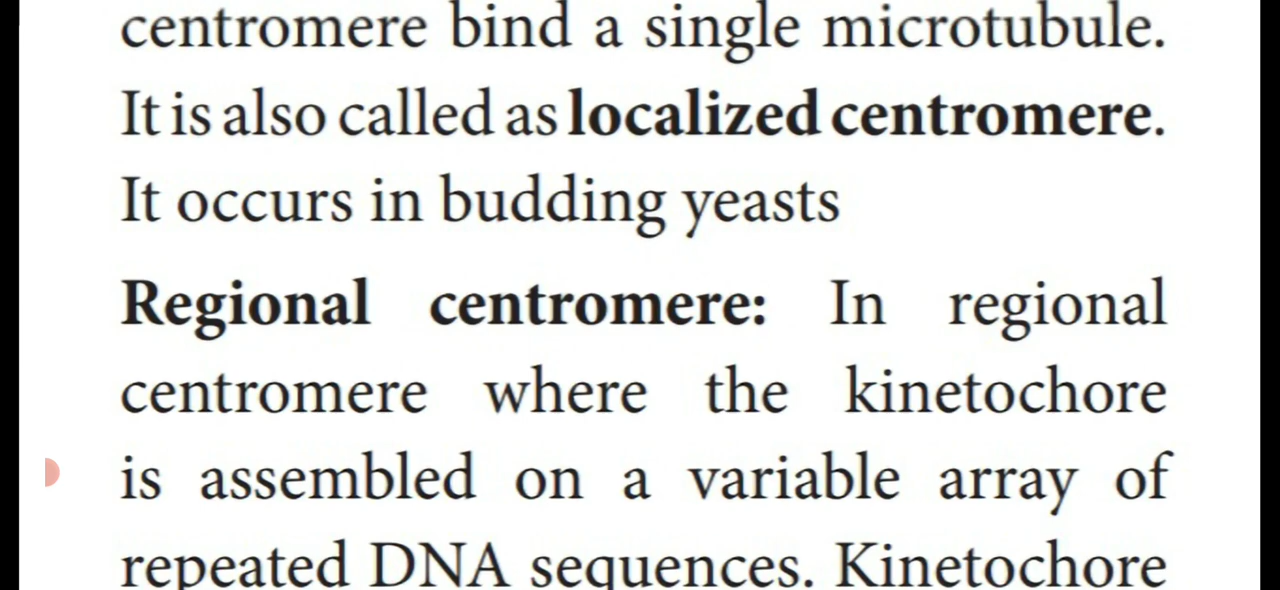 centromere bind a single microtubule.
It is also called as localized centromere.
It occurs in budding yeasts
Regional centromere: In regional
centromere where the kinetochore
is assembled on a variable array of
repeated DNA sequences. Kinetochore